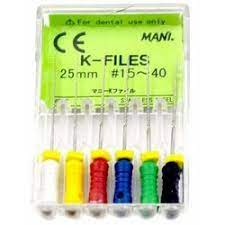 For dental use only
CE
MANI®
K-FILES
25mm #15~40
マニーKファイル